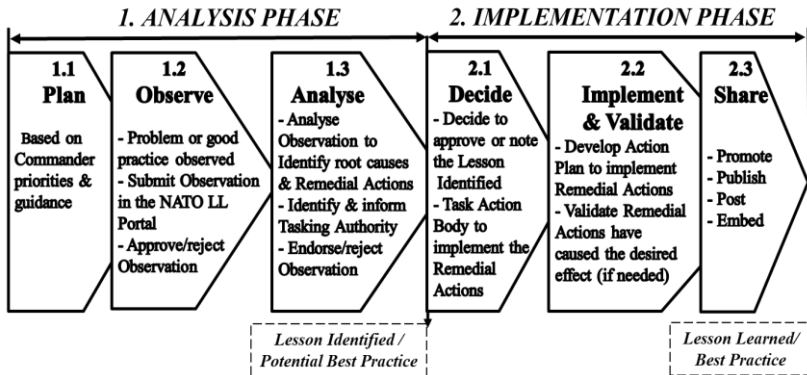 1. ANALYSIS PHASE
2. IMPLEMENTATION PHASE
1.1
Plan
Based on
Commander
priorities &
guidance
1.2
Observe
- Problem or good
practice observed
- Submit Observation
in the NATO LL
Portal
- Approve/reject
Observation
1.3
Analyse
- Analyse
Observation to
Identify root causes
& Remedial Actions
- Identify & inform
Tasking Authority
- Endorse/reject
Observation
2.1
Decide
- Decide to
approve or note
the Lesson
Identified
- Task Action
Body to
implement the
Remedial
Actions
2.2
Implement
& Validate
- Develop Action
Plan to implement
Remedial Actions
- Validate Remedial
Actions have
caused the desired
effect (if needed)
2.3
Share
- Promote
- Publish
- Post
- Embed
Lesson Identified /
Potential Best Practice
Lesson Learned/
Best Practice